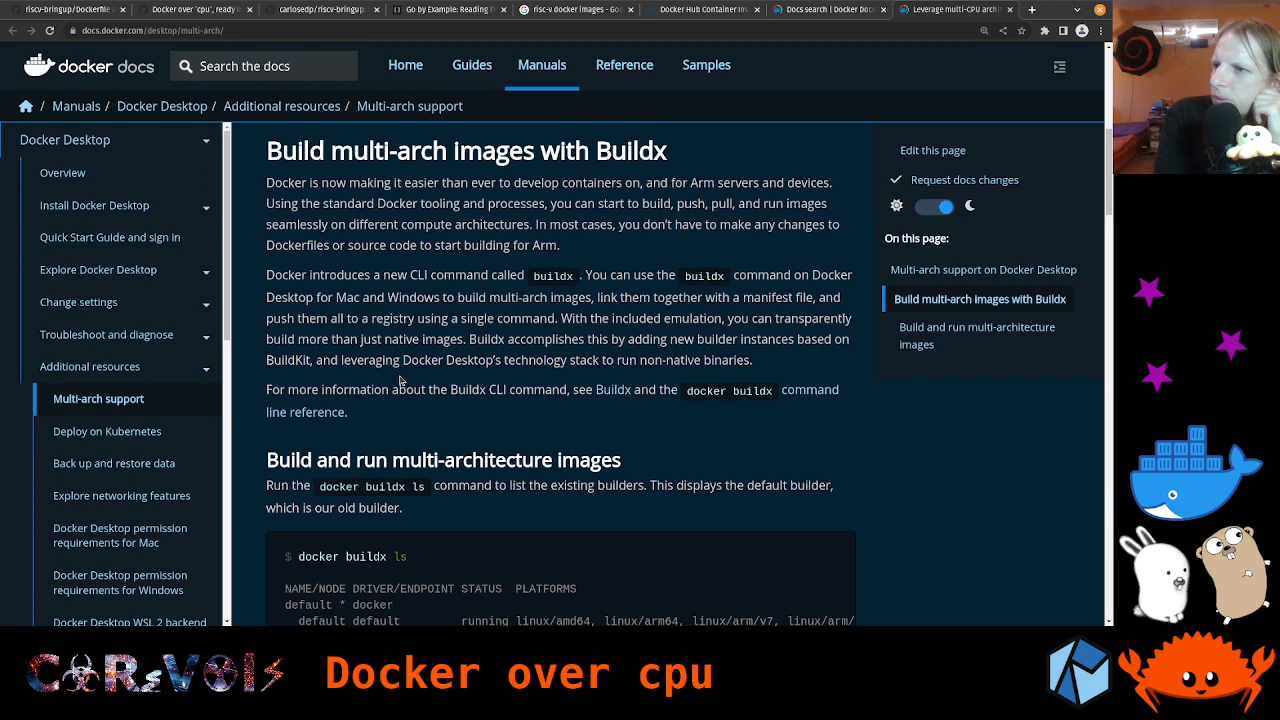 riscv-bringup/Dockerfile
Docker over "cpu", ready H
carlosedp/riscv-bringup:
Go by Example: Reading Fi
risc-v docker images - Goo
Docker Hub Container Ima
Docs search | Docker Docu
Leverage multi-CPU archi
docs.docker.com/desktop/multi-arch/
docker docs
Search the docs
Home
Guides
Manuals
Reference
Samples
/ Manuals / Docker Desktop / Additional resources / Multi-arch support
Docker Desktop
Overview
Install Docker Desktop
Quick Start Guide and sign in
Explore Docker Desktop
Change settings
Troubleshoot and diagnose
Additional resources
Multi-arch support
Deploy on Kubernetes
Back up and restore data
Explore networking features
Docker Desktop permission
requirements for Mac
Docker Desktop permission
requirements for Windows
Docker Desktop WSL 2 backend
Build multi-arch images with Buildx
Docker is now making it easier than ever to develop containers on, and for Arm servers and devices.
Using the standard Docker tooling and processes, you can start to build, push, pull, and run images
seamlessly on different compute architectures. In most cases, you don't have to make any changes to
Dockerfiles or source code to start building for Arm.
Docker introduces a new CLI command called buildx. You can use the buildx command on Docker
Desktop for Mac and Windows to build multi-arch images, link them together with a manifest file, and
push them all to a registry using a single command. With the included emulation, you can transparently
build more than just native images. Buildx accomplishes this by adding new builder instances based on
BuildKit, and leveraging Docker Desktop's technology stack to run non-native binaries.
For more information about the Buildx CLI command, see Buildx and the docker buildx command
line reference.
Build and run multi-architecture images
Run the docker buildx ls command to list the existing builders. This displays the default builder,
which is our old builder.
$ docker buildx ls
NAME/NODE DRIVER/ENDPOINT STATUS PLATFORMS
default * docker
default default running linux/amd64, linux/arm64, linux/arm/v7, linux/arm/
Edit this page
Request docs changes
On this page:
Multi-arch support on Docker Desktop
Build multi-arch images with Buildx
Build and run multi-architecture
images
Docker over cpu